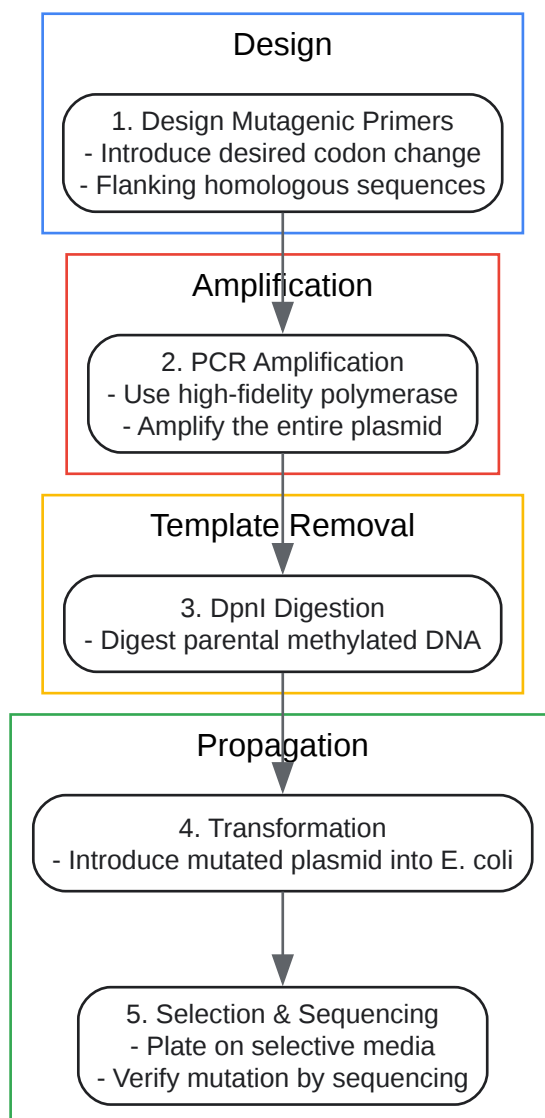 Design
1. Design Mutagenic Primers
- Introduce desired codon change
- Flanking homologous sequences
Amplification
2. PCR Amplification
- Use high-fidelity polymerase
- Amplify the entire plasmid
Template Removal
3. DpnI Digestion
- Digest parental methylated DNA
Propagation
4. Transformation
- Introduce mutated plasmid into E. coli
5. Selection & Sequencing
- Plate on selective media
- Verify mutation by sequencing